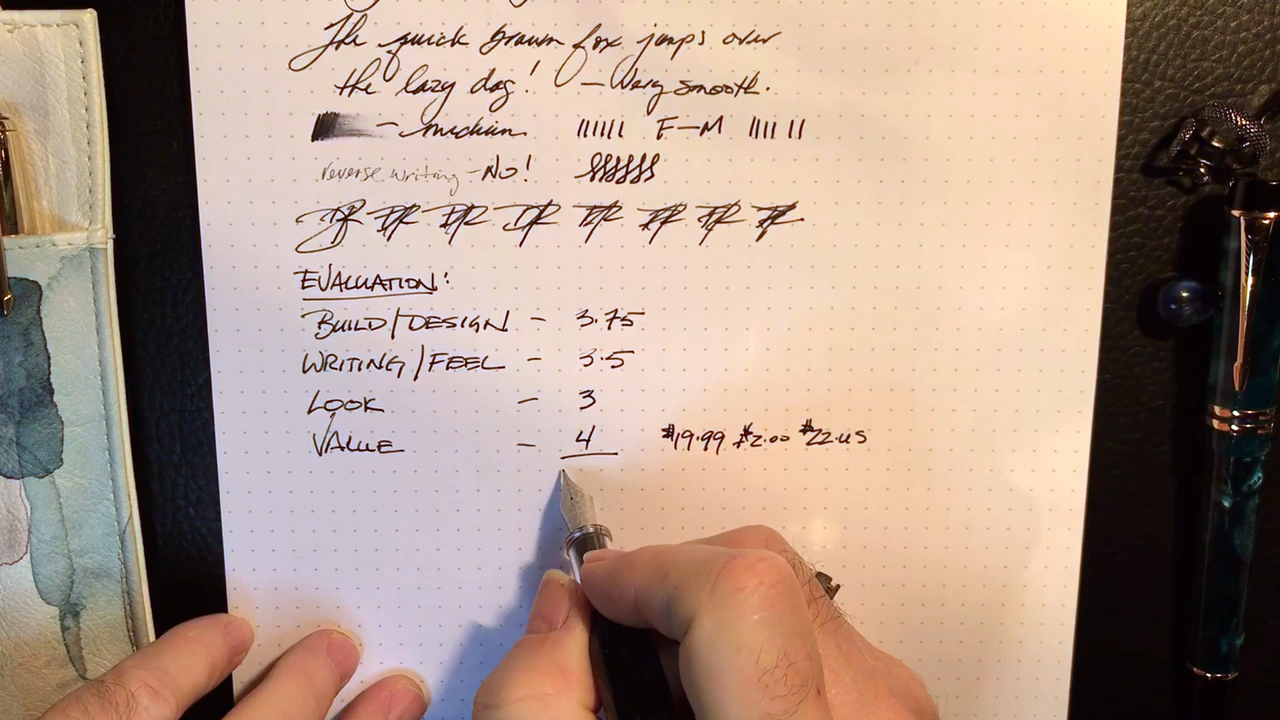 The quick brown fox jumps over
the lazy dog! - Very smooth.
- medium F-M
reverse writing - No!
EVALUATION:
BUILD/DESIGN - 3.75
WRITING/FEEL - 3.5
LOOK - 3
VALUE - 4 $19.99 $2.00 $22 US